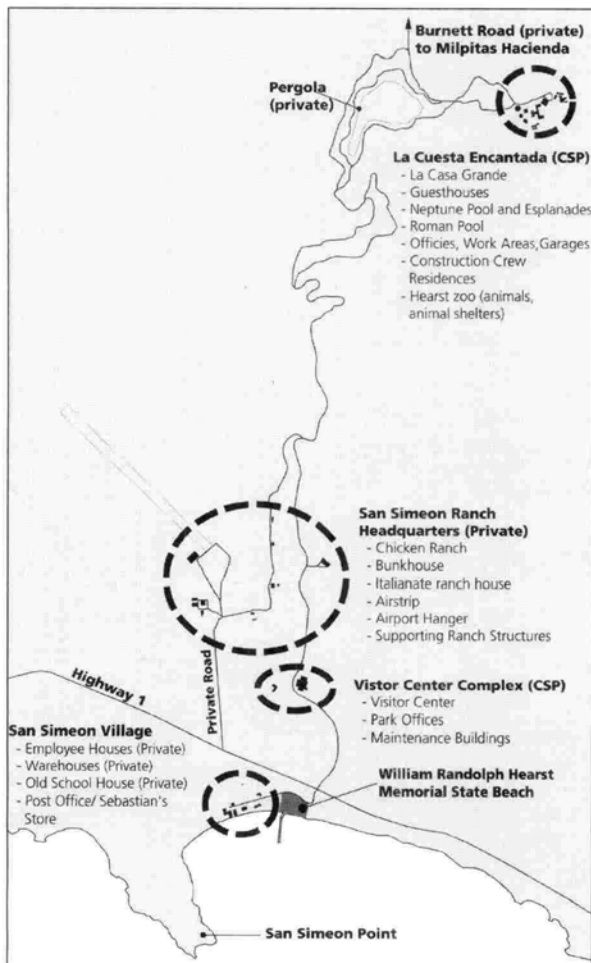 Burnett Road (private)
to Milpitas Hacienda
Pergola
(private)
La Cuesta Encantada (CSP)
- La Casa Grande
- Guesthouses
- Neptune Pool and Esplanades
- Roman Pool
- Officies, Work Areas,Garages
- Construction Crew
Residences
- Hearst zoo (animals,
animal shelters)
San Simeon Ranch
Headquarters (Private)
- Chicken Ranch
- Bunkhouse
- Italianate ranch house
- Airstrip
- Airport Hanger
- Supporting Ranch Structures
Highway 1
Private Road
Vistor Center Complex (CSP)
- Visitor Center
- Park Offices
- Maintenance Buildings
San Simeon Village
- Employee Houses (Private)
- Warehouses (Private)
- Old School House (Private)
- Post Office/ Sebastian's
Store
William Randolph Hearst
Memorial State Beach
San Simeon Point